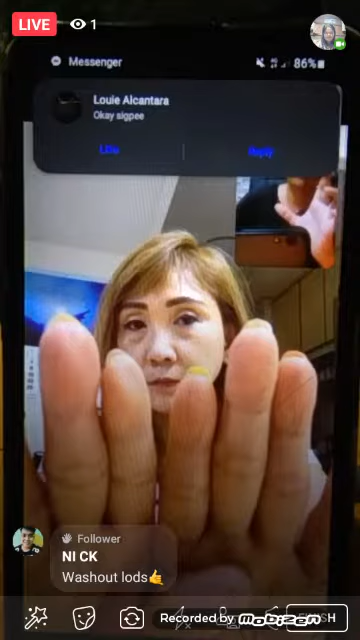 LIVE
1
Messenger
86%
Louie Alcantara
Okay sigpee
Like
Reply
Follower
NI CK
Washout lods🤙
Recorded by mobizen